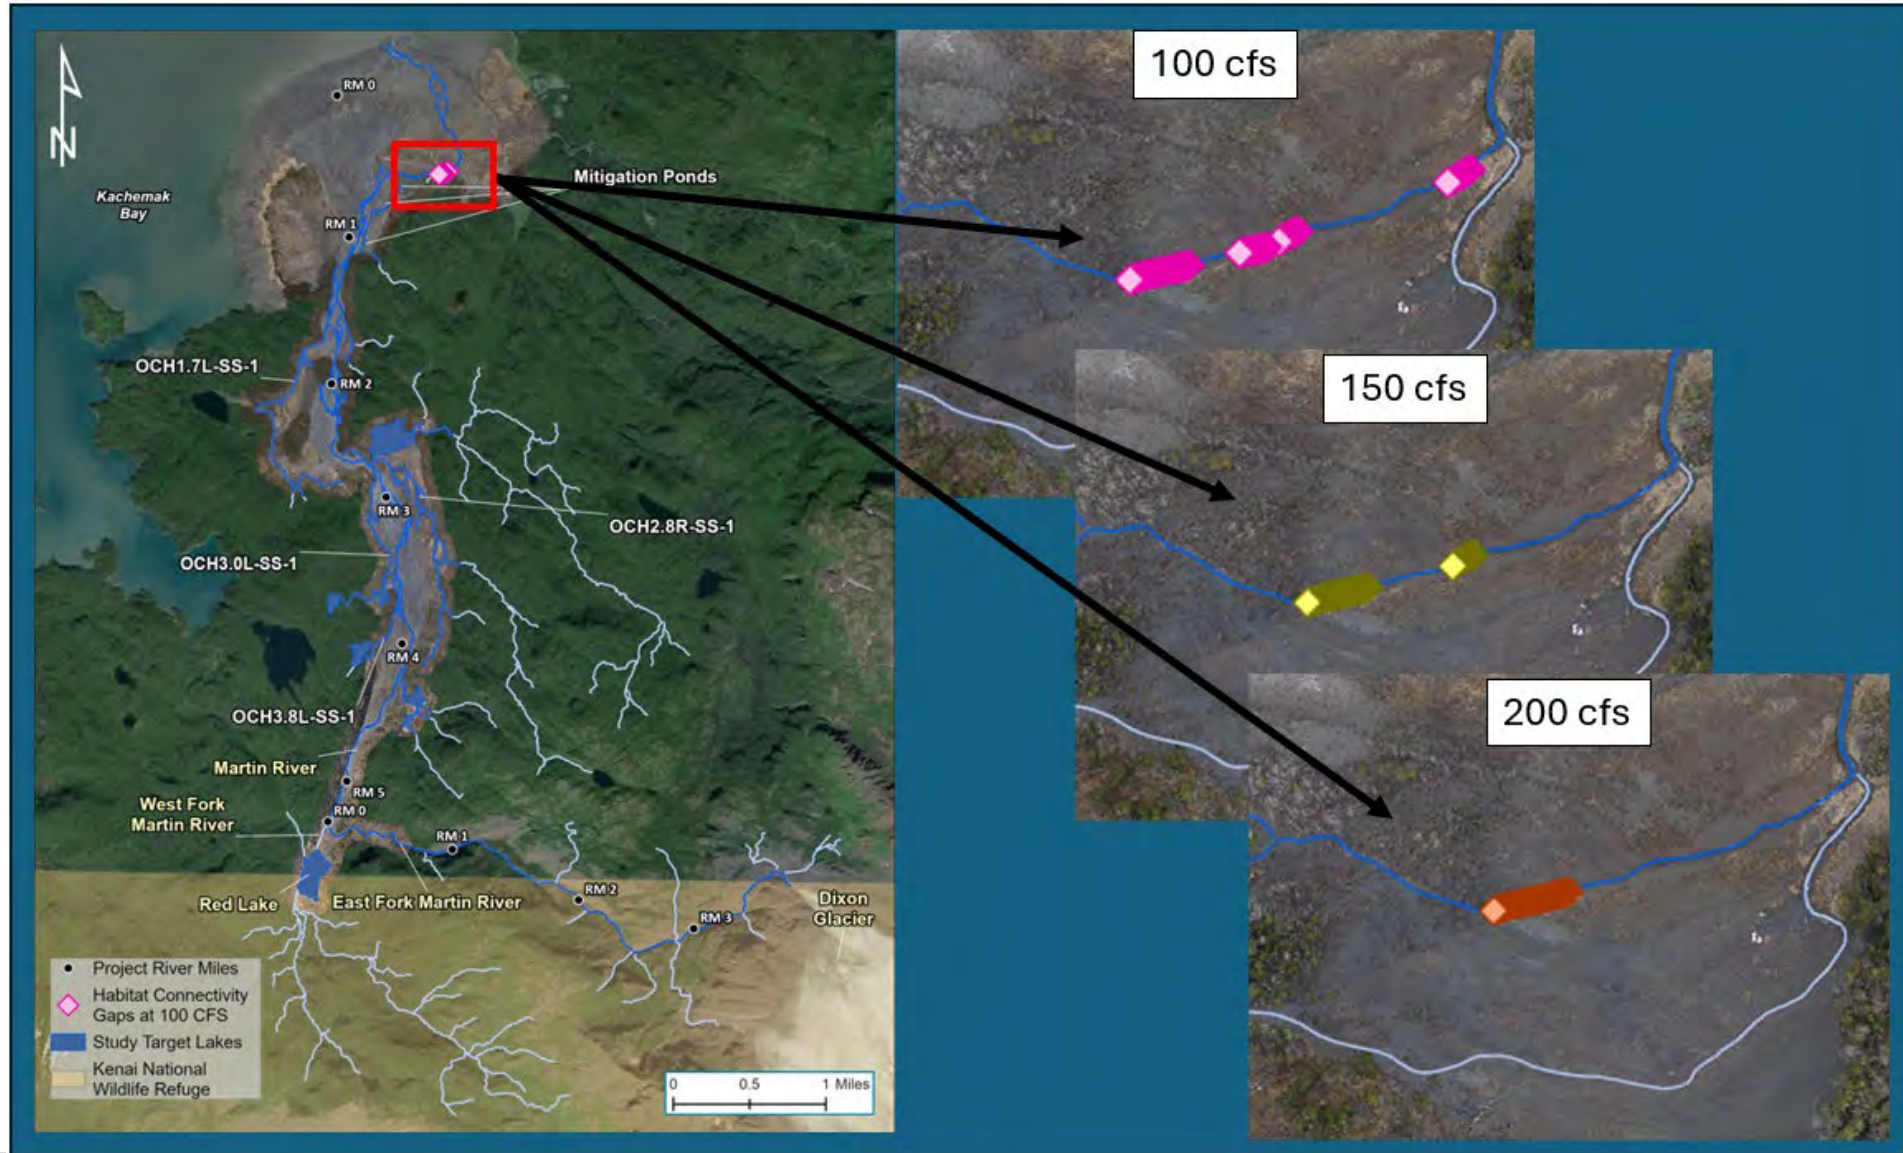 N
RM 0
Mitigation Ponds
Kachemak
Bay
RM 1
OCH1.7L-SS-1
RM 2
RM 3
OCH2.8R-SS-1
OCH3.0L-SS-1
RM 4
OCH3.8L-SS-1
Martin River
RM 5
West Fork
Martin River
RM 0
RM 1
RM 2
Red Lake
East Fork Martin River
RM 3
Dixon
Glacier
Project River Miles
Habitat Connectivity
Gaps at 100 CFS
Study Target Lakes
Kenai National
Wildlife Refuge
0 0.5 1 Miles
100 cfs
150 cfs
200 cfs